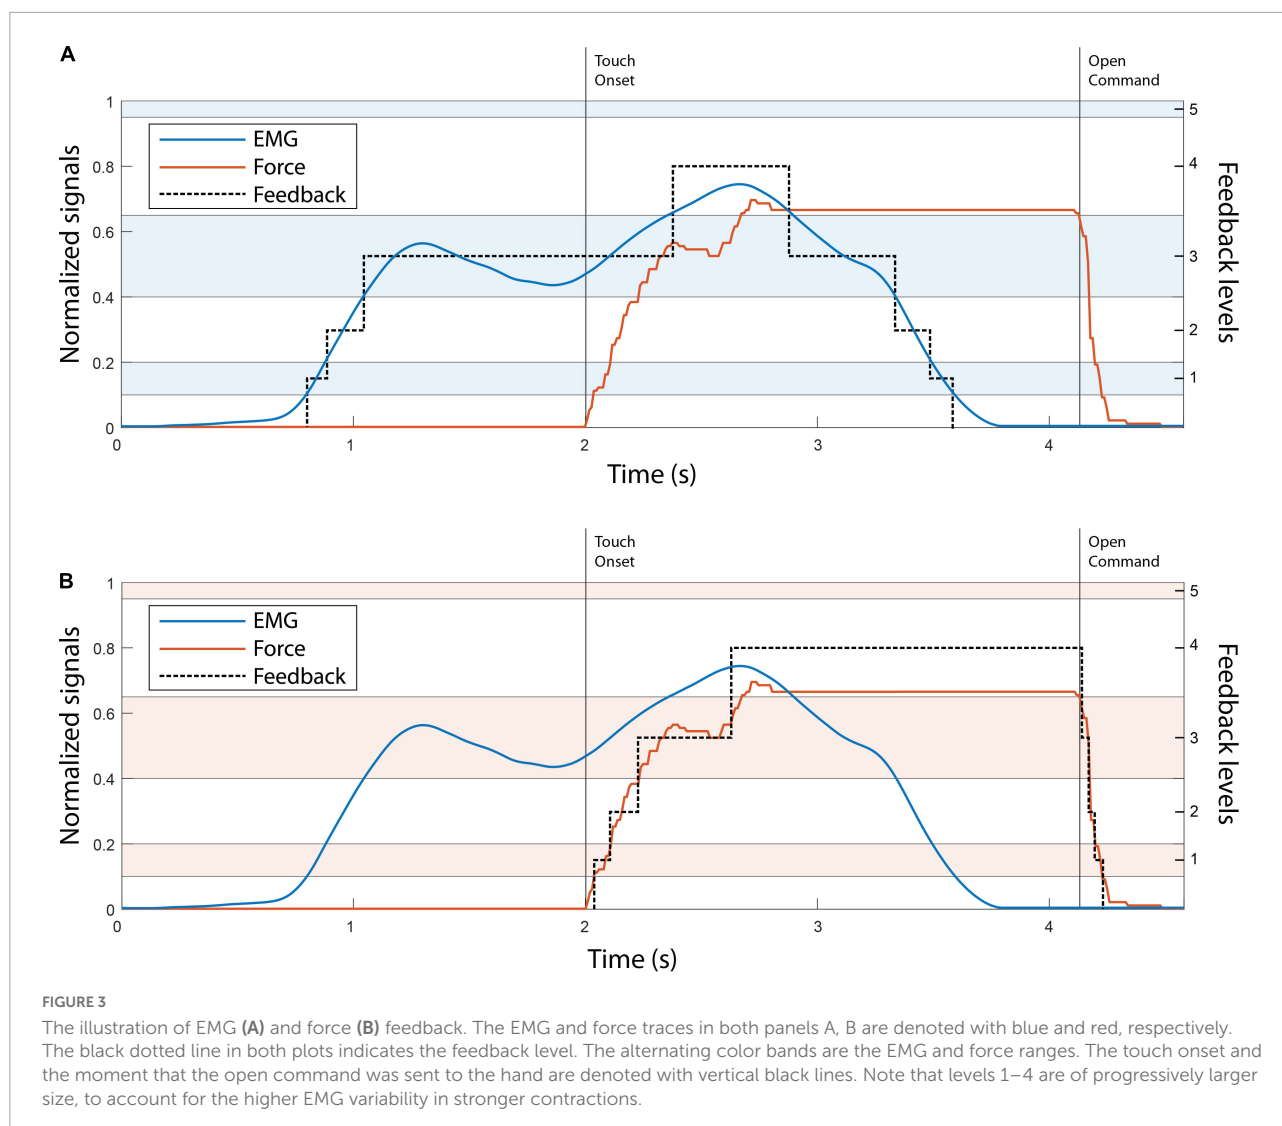 A
Touch
Onset
Open
Command
1
0.8
0.6
0.4
0.2
0
Normalized signals
EMG
Force
Feedback
5
4
3
2
1
Feedback levels
0
1
2
3
4
Time (s)
B
Touch
Onset
Open
Command
1
0.8
0.6
0.4
0.2
0
Normalized signals
EMG
Force
Feedback
5
4
3
2
1
Feedback levels
0
1
2
3
4
Time (s)
FIGURE 3
The illustration of EMG (A) and force (B) feedback. The EMG and force traces in both panels A, B are denoted with blue and red, respectively.
The black dotted line in both plots indicates the feedback level. The alternating color bands are the EMG and force ranges. The touch onset and
the moment that the open command was sent to the hand are denoted with vertical black lines. Note that levels 1–4 are of progressively larger
size, to account for the higher EMG variability in stronger contractions.